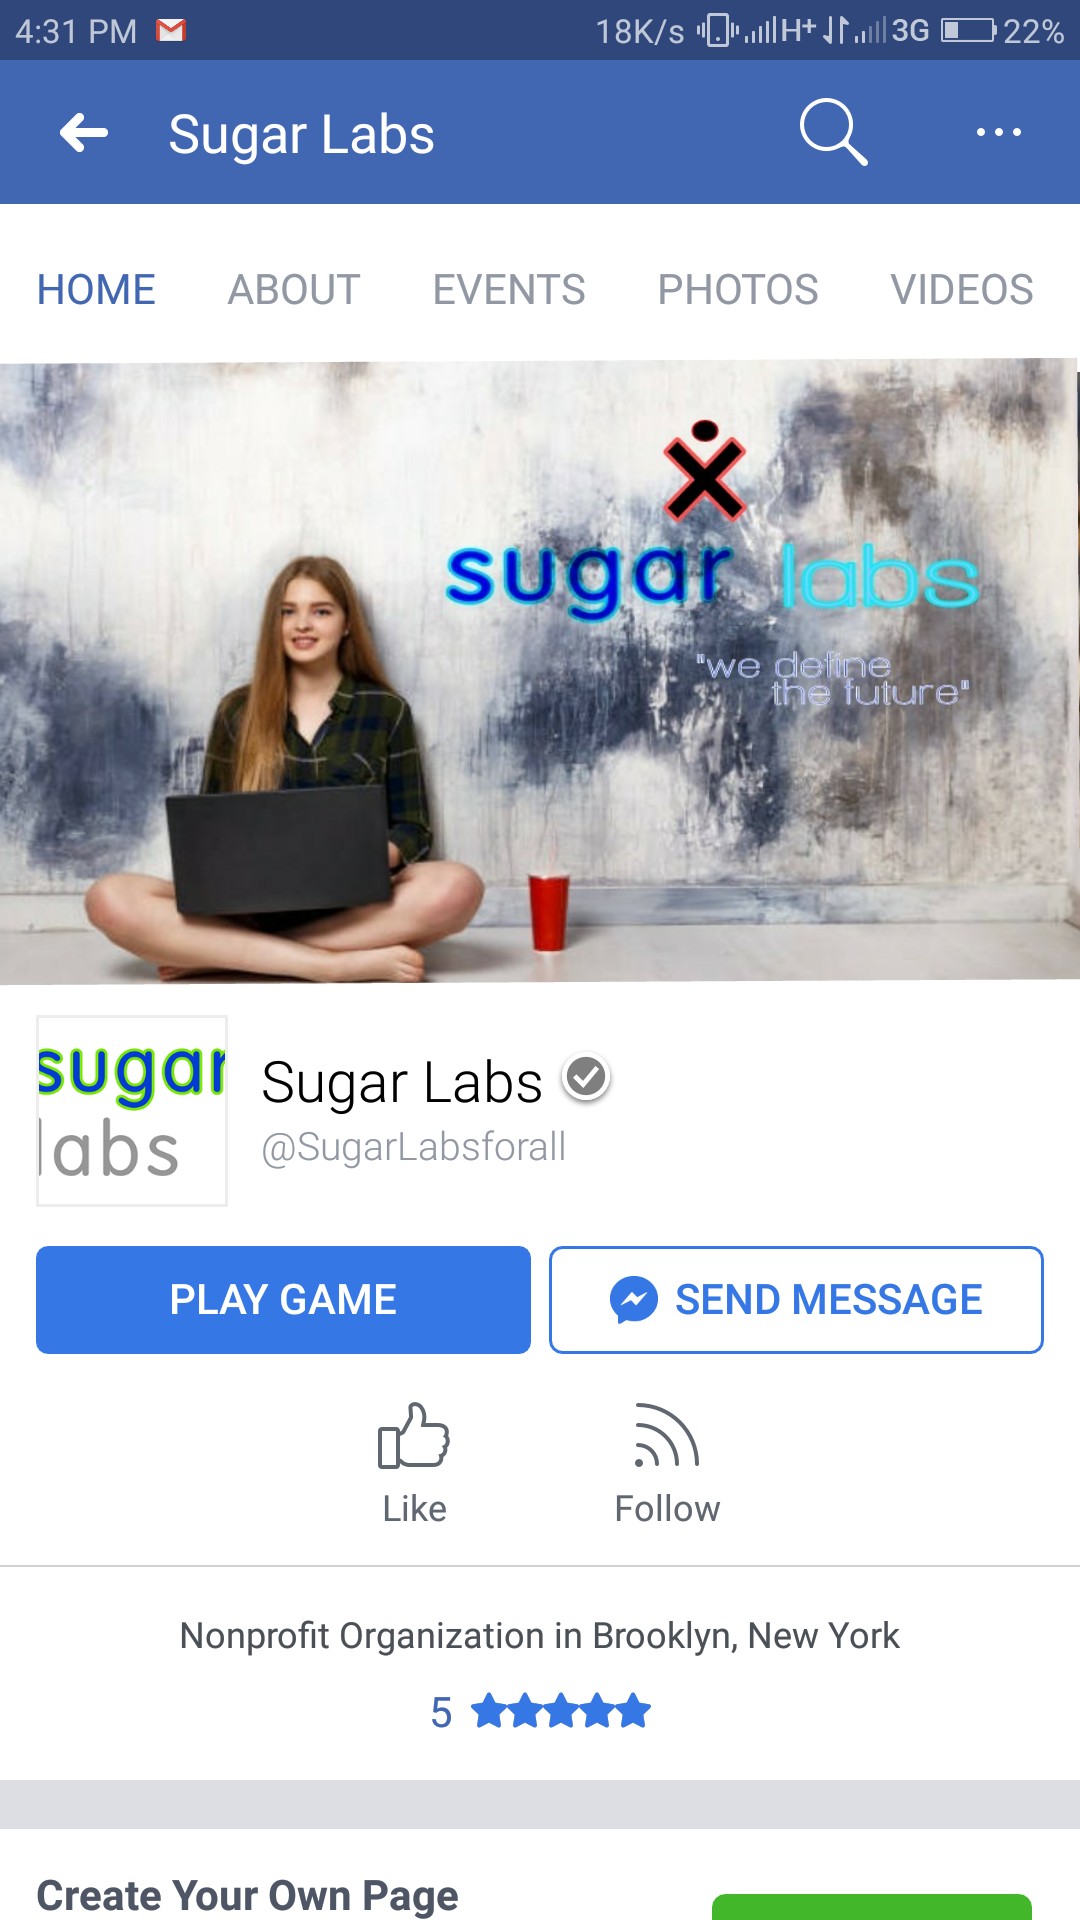 4:31 PM 18K/s H+ 3G 22%
Sugar Labs
HOME ABOUT EVENTS PHOTOS VIDEOS
sugar labs
"we define
the future"
sugar
labs
Sugar Labs
@SugarLabsforall
PLAY GAME SEND MESSAGE
Like Follow
Nonprofit Organization in Brooklyn, New York
5
Create Your Own Page